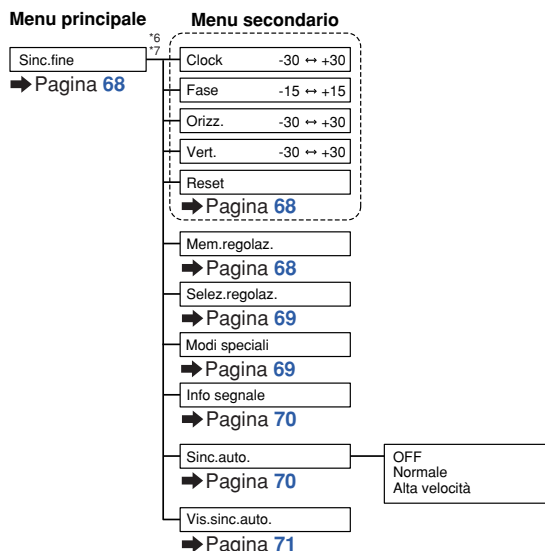 Menu principale
Menu secondario
*6
*7
Sinc.fine
➡ Pagina 68
Clock -30 ↔ +30
Fase -15 ↔ +15
Orizz. -30 ↔ +30
Vert. -30 ↔ +30
Reset
➡ Pagina 68
Mem.regolaz.
➡ Pagina 68
Selez.regolaz.
➡ Pagina 69
Modi speciali
➡ Pagina 69
Info segnale
➡ Pagina 70
Sinc.auto.
➡ Pagina 70
OFF
Normale
Alta velocità
Vis.sinc.auto.
➡ Pagina 71